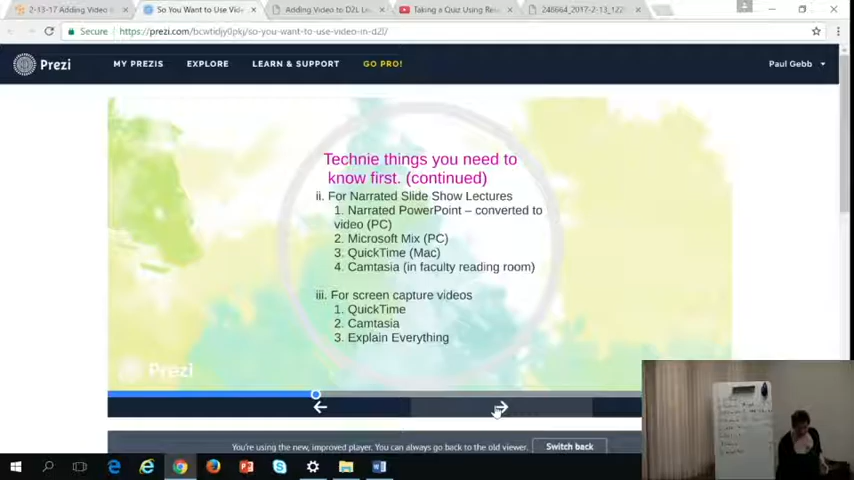 2-13-17 Adding Video t
So You Want to Use Vid
Adding Video to D2L Le
Taking a Quiz Using Res
248664_2017-2-13_122
Secure
https://prezi.com/bcwtidjy0pkj/so-you-want-to-use-video-in-d2l/
Prezi
MY PREZIS
EXPLORE
LEARN & SUPPORT
GO PRO!
Paul Gebb
Technie things you need to
know first. (continued)
ii. For Narrated Slide Show Lectures
1. Narrated PowerPoint – converted to
video (PC)
2. Microsoft Mix (PC)
3. QuickTime (Mac)
4. Camtasia (in faculty reading room)
iii. For screen capture videos
1. QuickTime
2. Camtasia
3. Explain Everything
Prezi
You're using the new, improved player. You can always go back to the old viewer.
Switch back